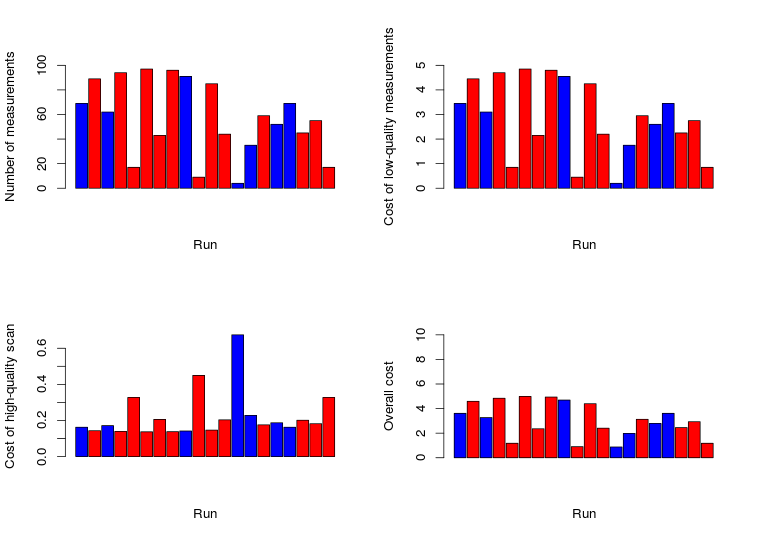 Number of measurements
0
20
60
100
Run
Cost of low-quality measurements
0
1
2
3
4
5
Run
Cost of high-quality scan
0.0
0.2
0.4
0.6
Run
Overall cost
0
2
4
6
8
10
Run